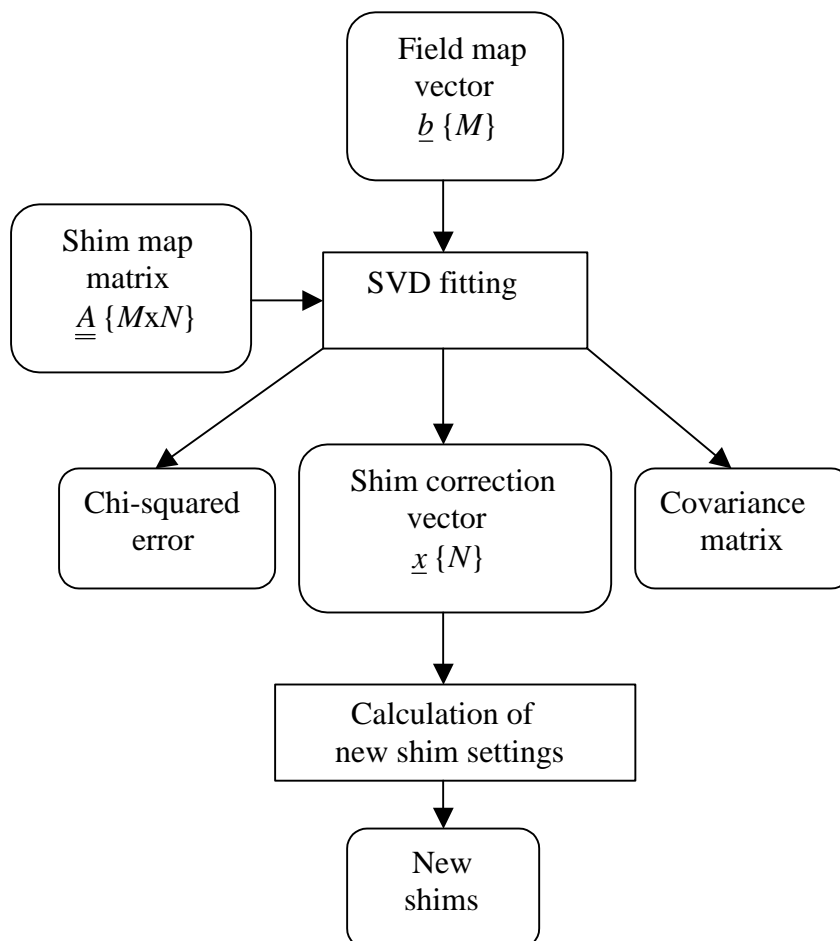 Field map
vector
b {M}
Shim map
matrix
A {MxN}
SVD fitting
Chi-squared
error
Shim correction
vector
x {N}
Covariance
matrix
Calculation of
new shim settings
New
shims